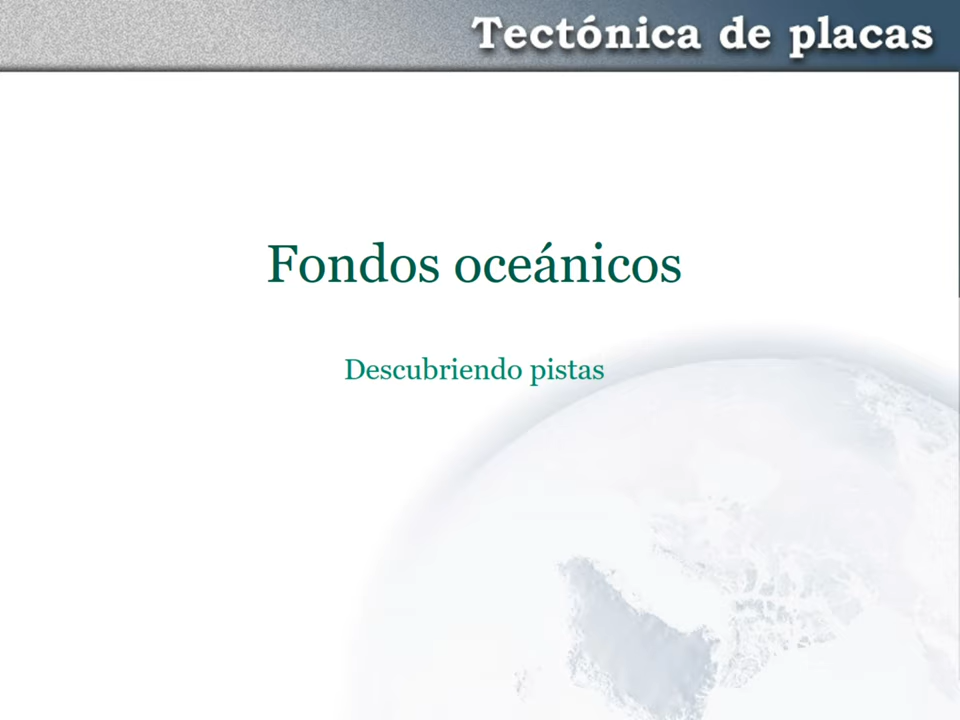 Tectónica de placas
Fondos oceánicos
Descubriendo pistas